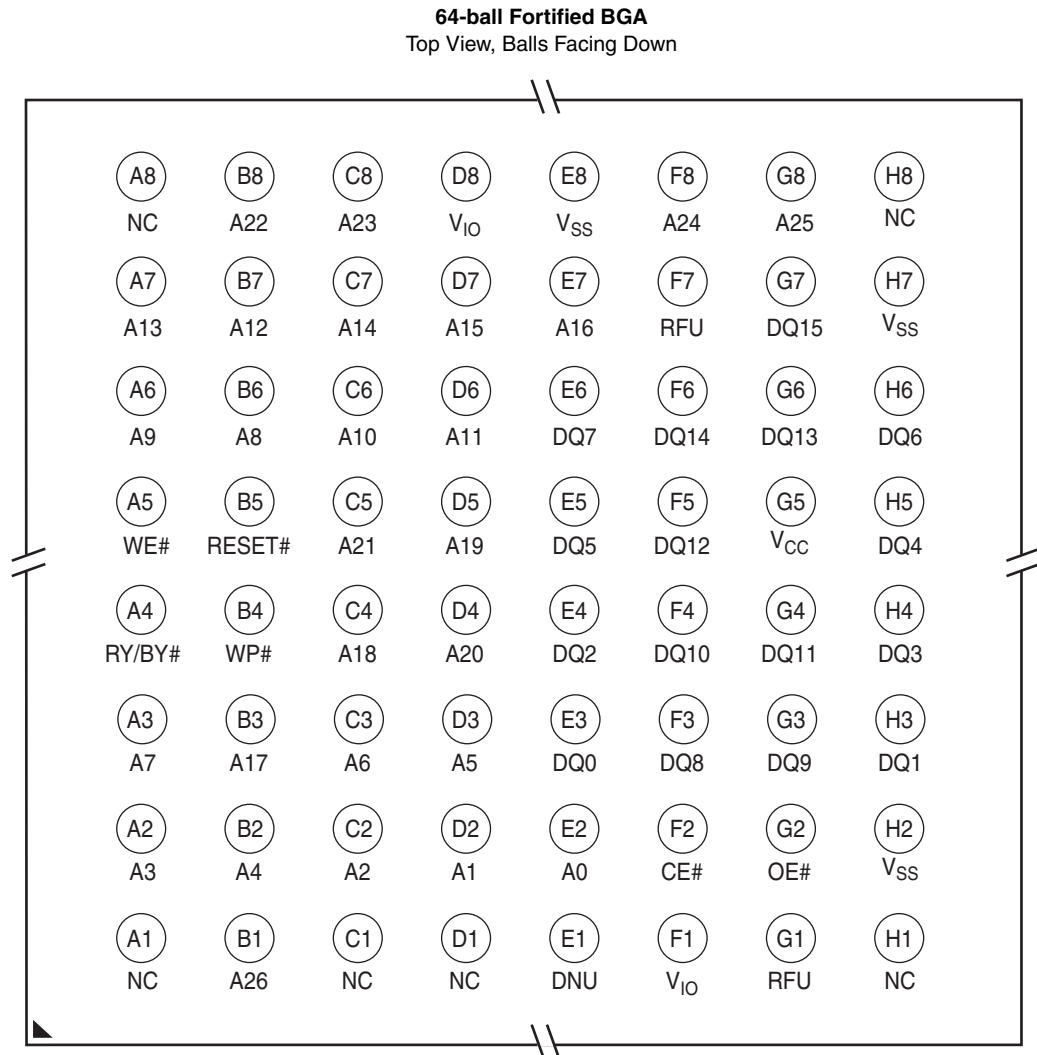 64-ball Fortified BGA
Top View, Balls Facing Down
A8 B8 C8 D8 E8 F8 G8 H8
NC A22 A23 VIO VSS A24 A25 NC
A7 B7 C7 D7 E7 F7 G7 H7
A13 A12 A14 A15 A16 RFU DQ15 VSS
A6 B6 C6 D6 E6 F6 G6 H6
A9 A8 A10 A11 DQ7 DQ14 DQ13 DQ6
A5 B5 C5 D5 E5 F5 G5 H5
WE# RESET# A21 A19 DQ5 DQ12 VCC DQ4
A4 B4 C4 D4 E4 F4 G4 H4
RY/BY# WP# A18 A20 DQ2 DQ10 DQ11 DQ3
A3 B3 C3 D3 E3 F3 G3 H3
A7 A17 A6 A5 DQ0 DQ8 DQ9 DQ1
A2 B2 C2 D2 E2 F2 G2 H2
A3 A4 A2 A1 A0 CE# OE# VSS
A1 B1 C1 D1 E1 F1 G1 H1
NC A26 NC NC DNU VIO RFU NC